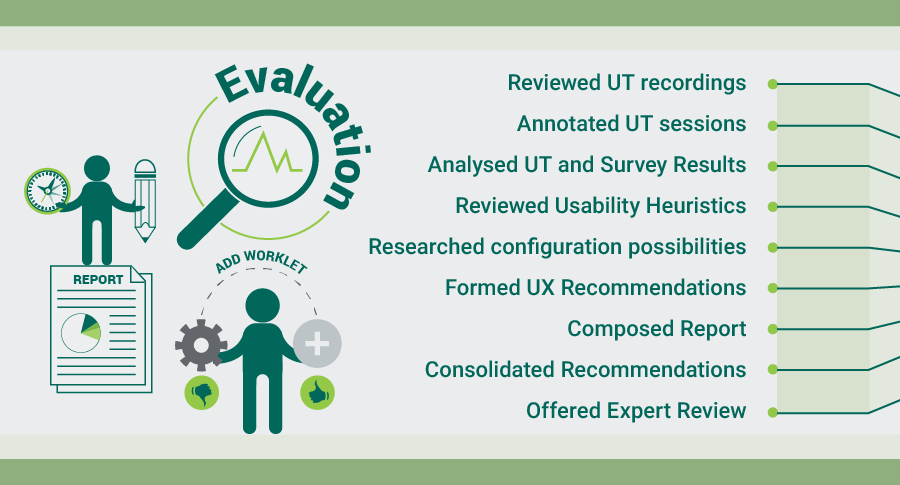 Evaluation
REPORT
ADD WORKLET
Reviewed UT recordings
Annotated UT sessions
Analysed UT and Survey Results
Reviewed Usability Heuristics
Researched configuration possibilities
Formed UX Recommendations
Composed Report
Consolidated Recommendations
Offered Expert Review